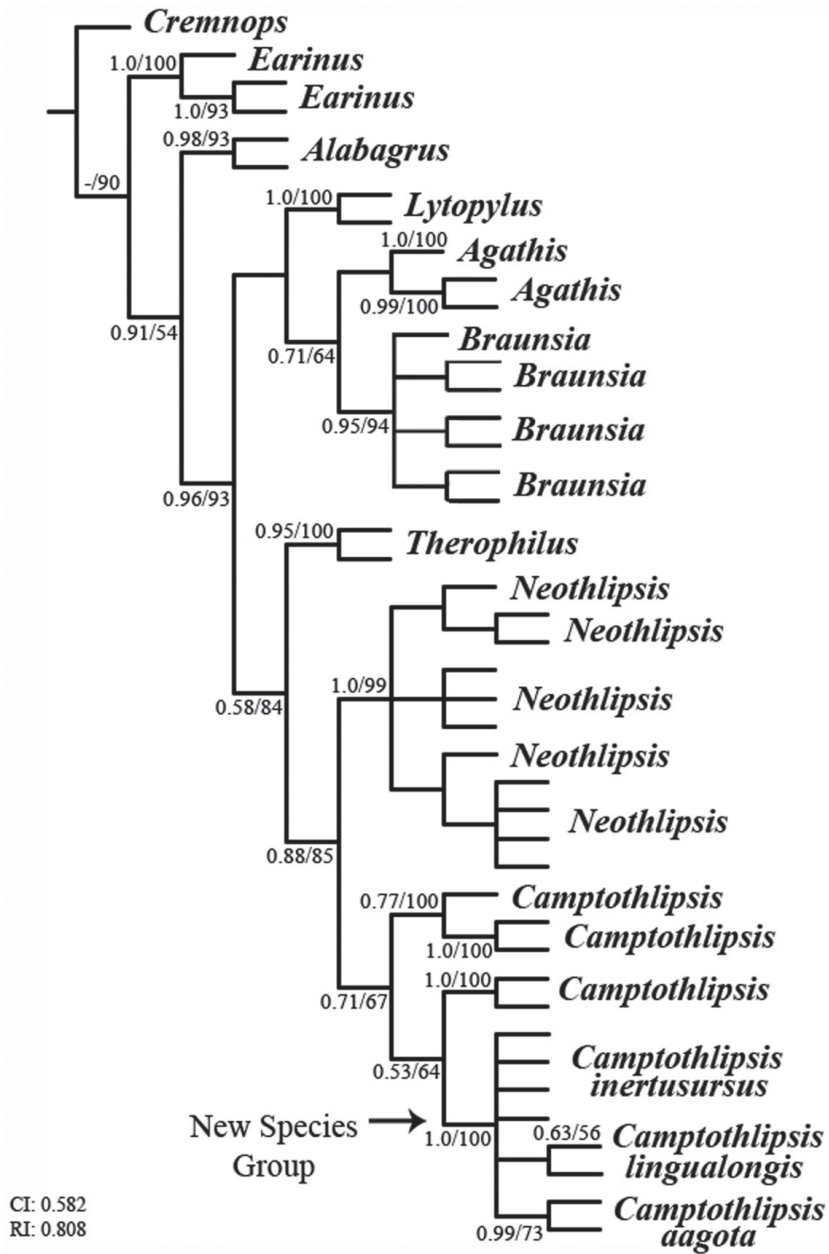 Cremnops
1.0/100
Earinus
1.0/93
Earinus
0.98/93
Alabagrus
-/90
1.0/100
Lytopylus
1.0/100
Agathis
0.99/100
Agathis
0.91/54
Braunsia
0.71/64
Braunsia
0.95/94
Braunsia
Braunsia
0.96/93
0.95/100
Therophilus
Neothlipsis
Neothlipsis
1.0/99
Neothlipsis
0.58/84
Neothlipsis
Neothlipsis
0.88/85
0.77/100
Camptothlipsis
1.0/100
Camptothlipsis
1.0/100
Camptothlipsis
0.71/67
0.53/64
Camptothlipsis
inertusursus
New Species
Group
1.0/100
0.63/56
Camptothlipsis
lingualongis
Camptothlipsis
aagota
0.99/73
CI: 0.582
RI: 0.808